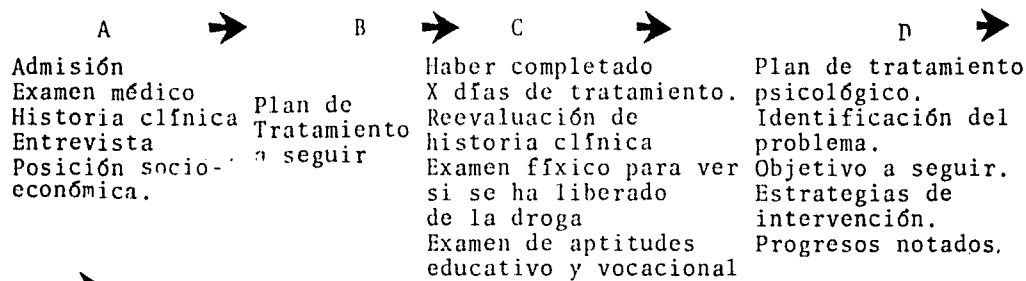 A
Admisión
Examen médico
Historia clínica
Entrevista
Posición socio-
económica.
B
Plan de
Tratamiento
a seguir
C
Haber completado
X días de tratamiento.
Reevaluación de
historia clínica
Examen fíxico para ver
si se ha liberado
de la droga
Examen de aptitudes
educativo y vocacional
D
Plan de tratamiento
psicológico.
Identificación del
problema.
Objetivo a seguir.
Estrategias de
intervención.
Progresos notados.